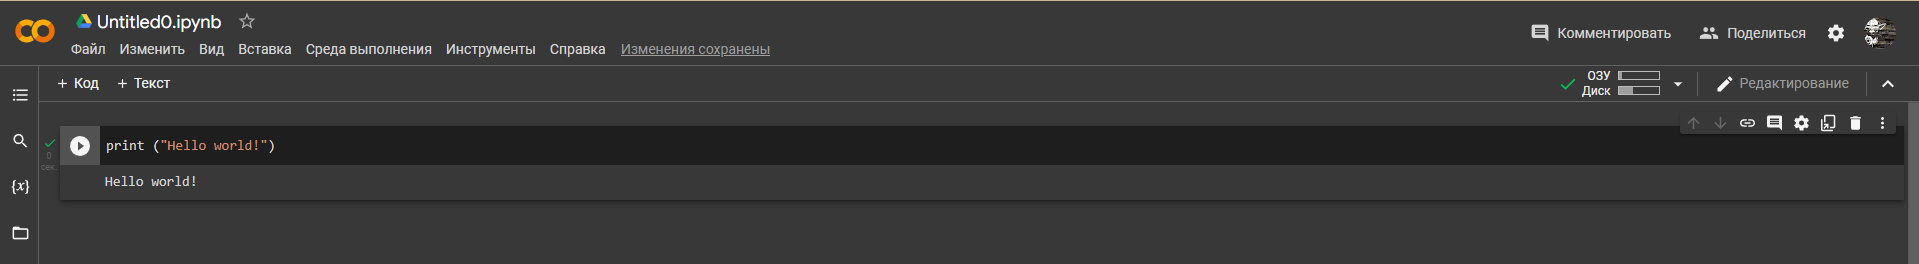 Untitled0.ipynb
Файл Изменить Вид Вставка Среда выполнения Инструменты Справка Изменения сохранены
Комментировать Поделиться
+ Код + Текст
ОЗУ
Диск
Редактирование
{x}
0
сек.
print ("Hello world!")
Hello world!